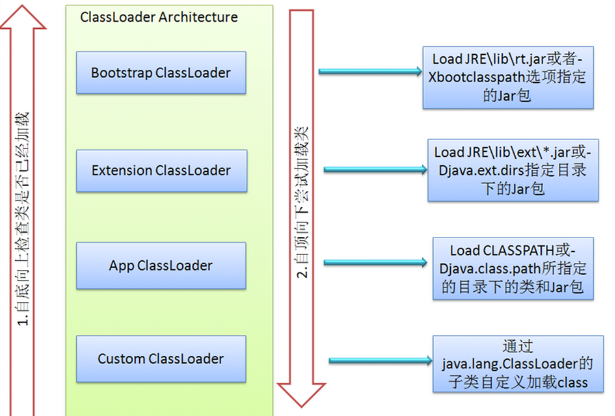 ClassLoader Architecture
1.自底向上检查类是否已经加载
2.自顶向下尝试加载类
Bootstrap ClassLoader
Load JRE\lib\rt.jar或者-
Xbootclasspath选项指定
的Jar包
Extension ClassLoader
Load JRE\lib\ext\*.jar或-
Djava.ext.dirs指定目录
下的Jar包
App ClassLoader
Load CLASSPATH或-
Djava.class.path所指定
的目录下的类和Jar包
Custom ClassLoader
通过
java.lang.ClassLoader的
子类自定义加载class